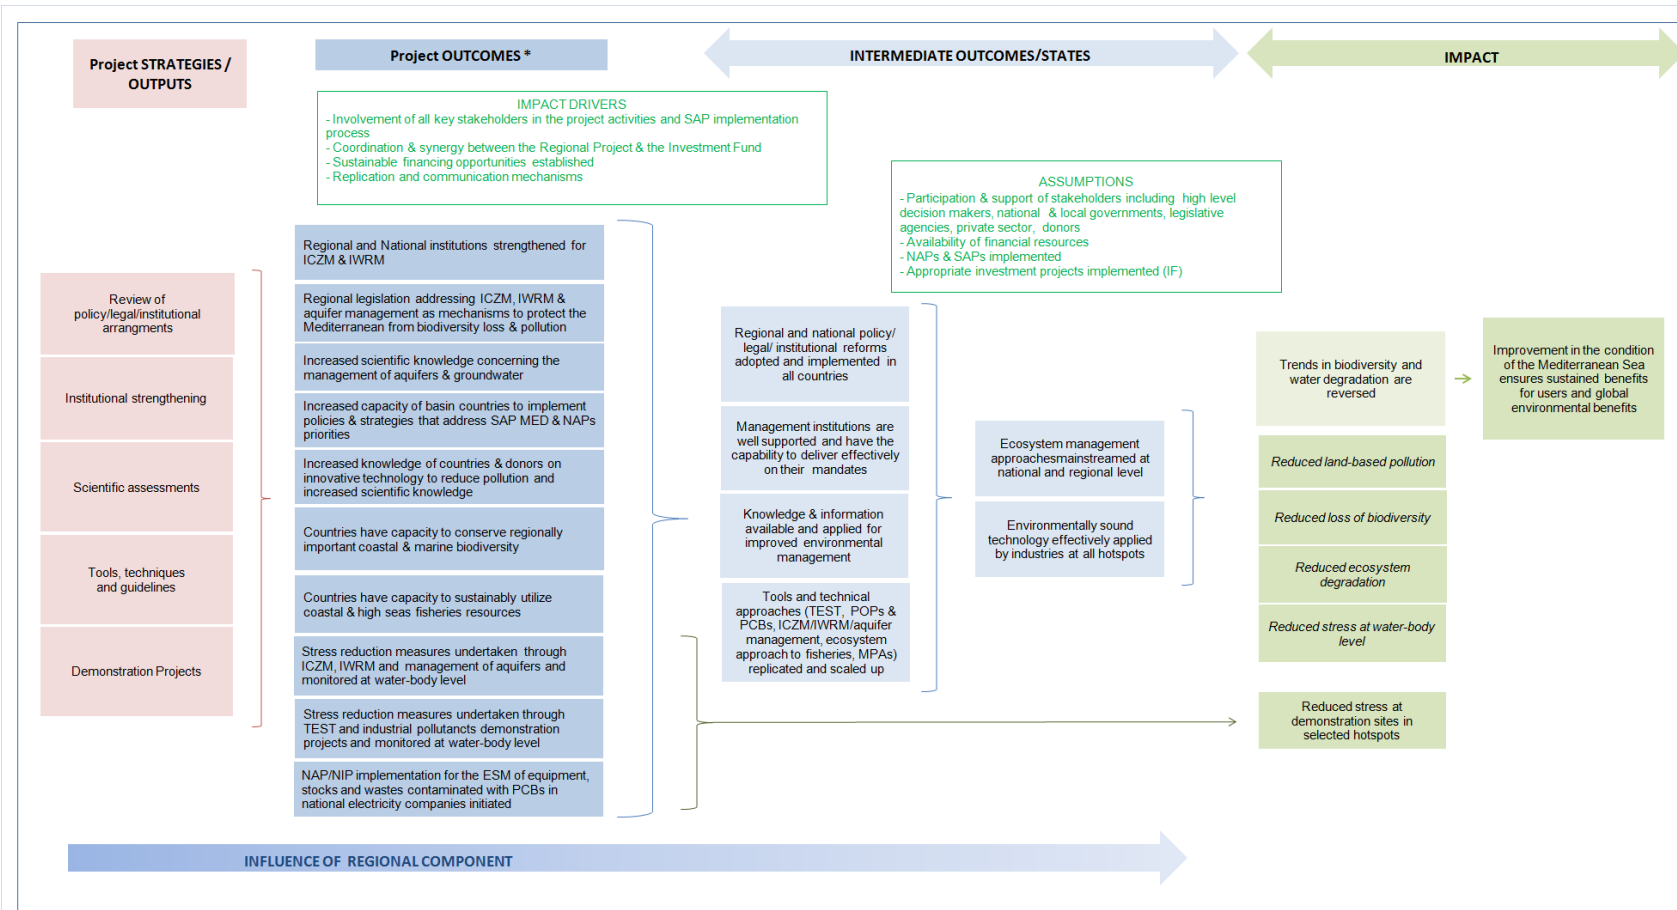 Project STRATEGIES /
OUTPUTS
Project OUTCOMES *
INTERMEDIATE OUTCOMES/STATES
IMPACT
IMPACT DRIVERS
- Involvement of all key stakeholders in the project activities and SAP implementation
process
- Coordination & synergy between the Regional Project & the Investment Fund
- Sustainable financing opportunities established
- Replication and communication mechanisms
ASSUMPTIONS
- Participation & support of stakeholders including high level
decision makers, national & local governments, legislative
agencies, private sector, donors
- Availability of financial resources
- NAPs & SAPs implemented
- Appropriate investment projects implemented (IF)
Review of
policy/legal/institutional
arrangments
Institutional strengthening
Scientific assessments
Tools, techniques
and guidelines
Demonstration Projects
Regional and National institutions strengthened for
ICZM & IWRM
Regional legislation addressing ICZM, IWRM &
aquifer management as mechanisms to protect the
Mediterranean from biodiversity loss & pollution
Increased scientific knowledge concerning the
management of aquifers & groundwater
Increased capacity of basin countries to implement
policies & strategies that address SAP MED & NAPs
priorities
Increased knowledge of countries & donors on
innovative technology to reduce pollution and
increased scientific knowledge
Countries have capacity to conserve regionally
important coastal & marine biodiversity
Countries have capacity to sustainably utilize
coastal & high seas fisheries resources
Stress reduction measures undertaken through
ICZM, IWRM and management of aquifers and
monitored at water-body level
Stress reduction measures undertaken through
TEST and industrial pollutancts demonstration
projects and monitored at water-body level
NAP/NIP implementation for the ESM of equipment,
stocks and wastes contaminated with PCBs in
national electricity companies initiated
Regional and national policy/
legal/ institutional reforms
adopted and implemented in
all countries
Management institutions are
well supported and have the
capability to deliver effectively
on their mandates
Knowledge & information
available and applied for
improved environmental
management
Tools and technical
approaches (TEST, POPs &
PCBs, ICZM/IWRM/aquifer
management, ecosystem
approach to fisheries, MPAs)
replicated and scaled up
Ecosystem management
approachesmainstreamed at
national and regional level
Environmentally sound
technology effectively applied
by industries at all hotspots
Trends in biodiversity and
water degradation are
reversed
Improvement in the condition
of the Mediterranean Sea
ensures sustained benefits
for users and global
environmental benefits
Reduced land-based pollution
Reduced loss of biodiversity
Reduced ecosystem
degradation
Reduced stress at water-body
level
Reduced stress at
demonstration sites in
selected hotspots
INFLUENCE OF REGIONAL COMPONENT